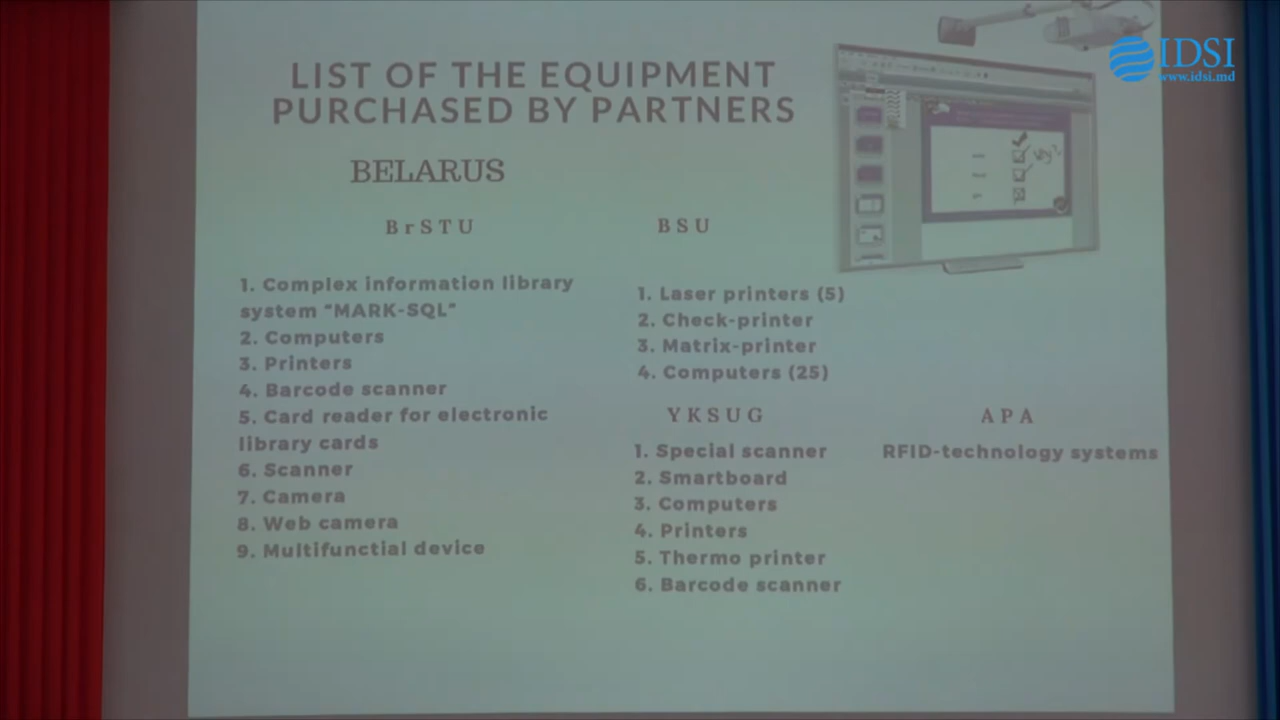 LIST OF THE EQUIPMENT
PURCHASED BY PARTNERS
BELARUS
BrSTU
1. Complex information library
system “MARK-SQL”
2. Computers
3. Printers
4. Barcode scanner
5. Card reader for electronic
library cards
6. Scanner
7. Camera
8. Web camera
9. Multifunctial device
BSU
1. Laser printers (5)
2. Check-printer
3. Matrix-printer
4. Computers (25)
YKSUG
1. Special scanner
2. Smartboard
3. Computers
4. Printers
5. Thermo printer
6. Barcode scanner
APA
RFID-technology systems
IDSI
www.idsi.md